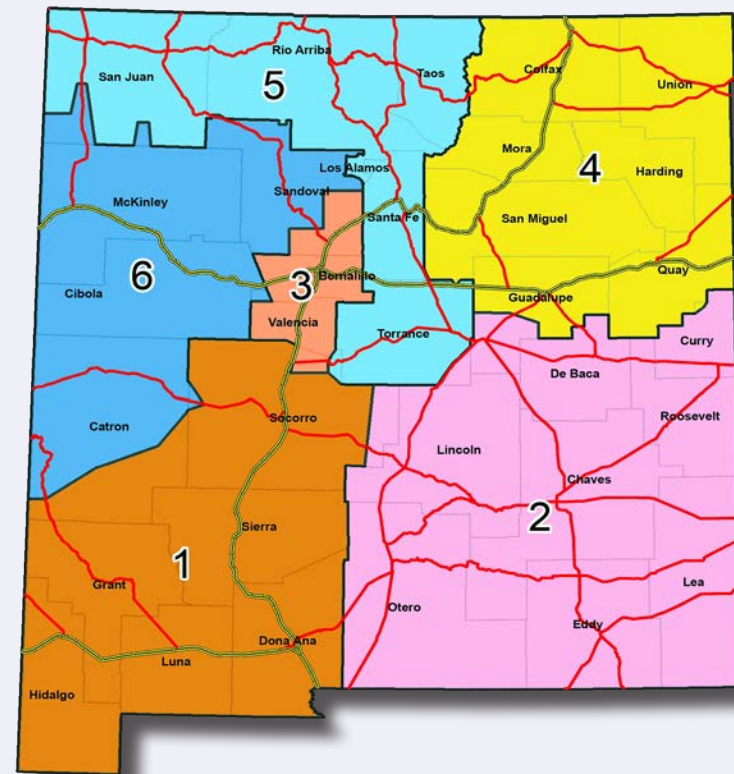 Rio Arriba
San Juan
Taos
5
Colfax
Union
Mora
4
Harding
Los Alamos
Sandoval
McKinley
Santa Fe
San Miguel
6
3
Bernalillo
Quay
Cibola
Guadalupe
Valencia
Torrance
Curry
De Baca
Catron
Socorro
Roosevelt
Lincoln
Chaves
2
Sierra
1
Grant
Lea
Otero
Eddy
Dona Ana
Luna
Hidalgo